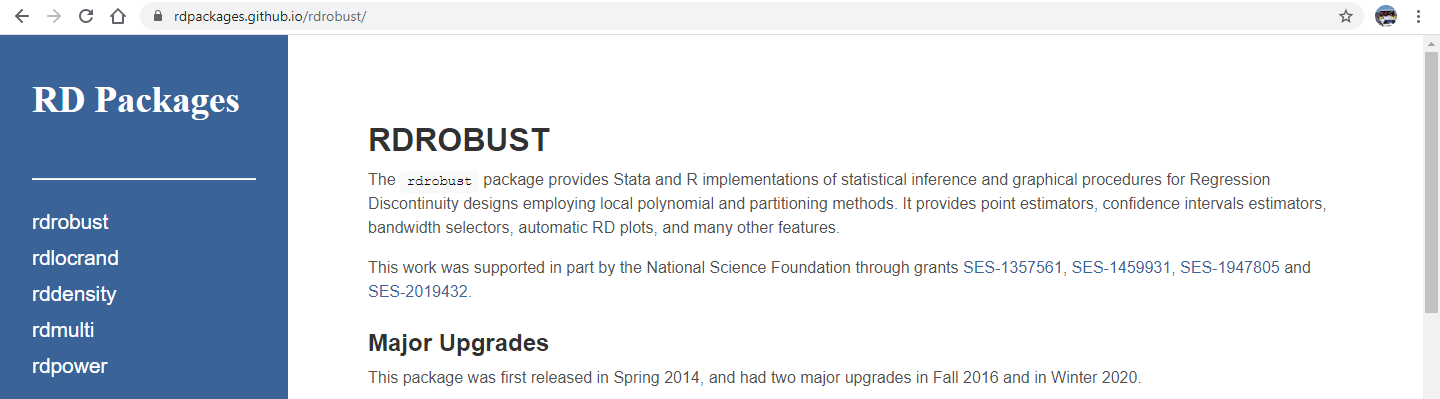 rdpackages.github.io/rdrobust/
RD Packages
rdrobust
rdlocrand
rddensity
rdmulti
rdpower
RDROBUST
The rdrobust package provides Stata and R implementations of statistical inference and graphical procedures for Regression
Discontinuity designs employing local polynomial and partitioning methods. It provides point estimators, confidence intervals estimators,
bandwidth selectors, automatic RD plots, and many other features.
This work was supported in part by the National Science Foundation through grants SES-1357561, SES-1459931, SES-1947805 and
SES-2019432.
Major Upgrades
This package was first released in Spring 2014, and had two major upgrades in Fall 2016 and in Winter 2020.